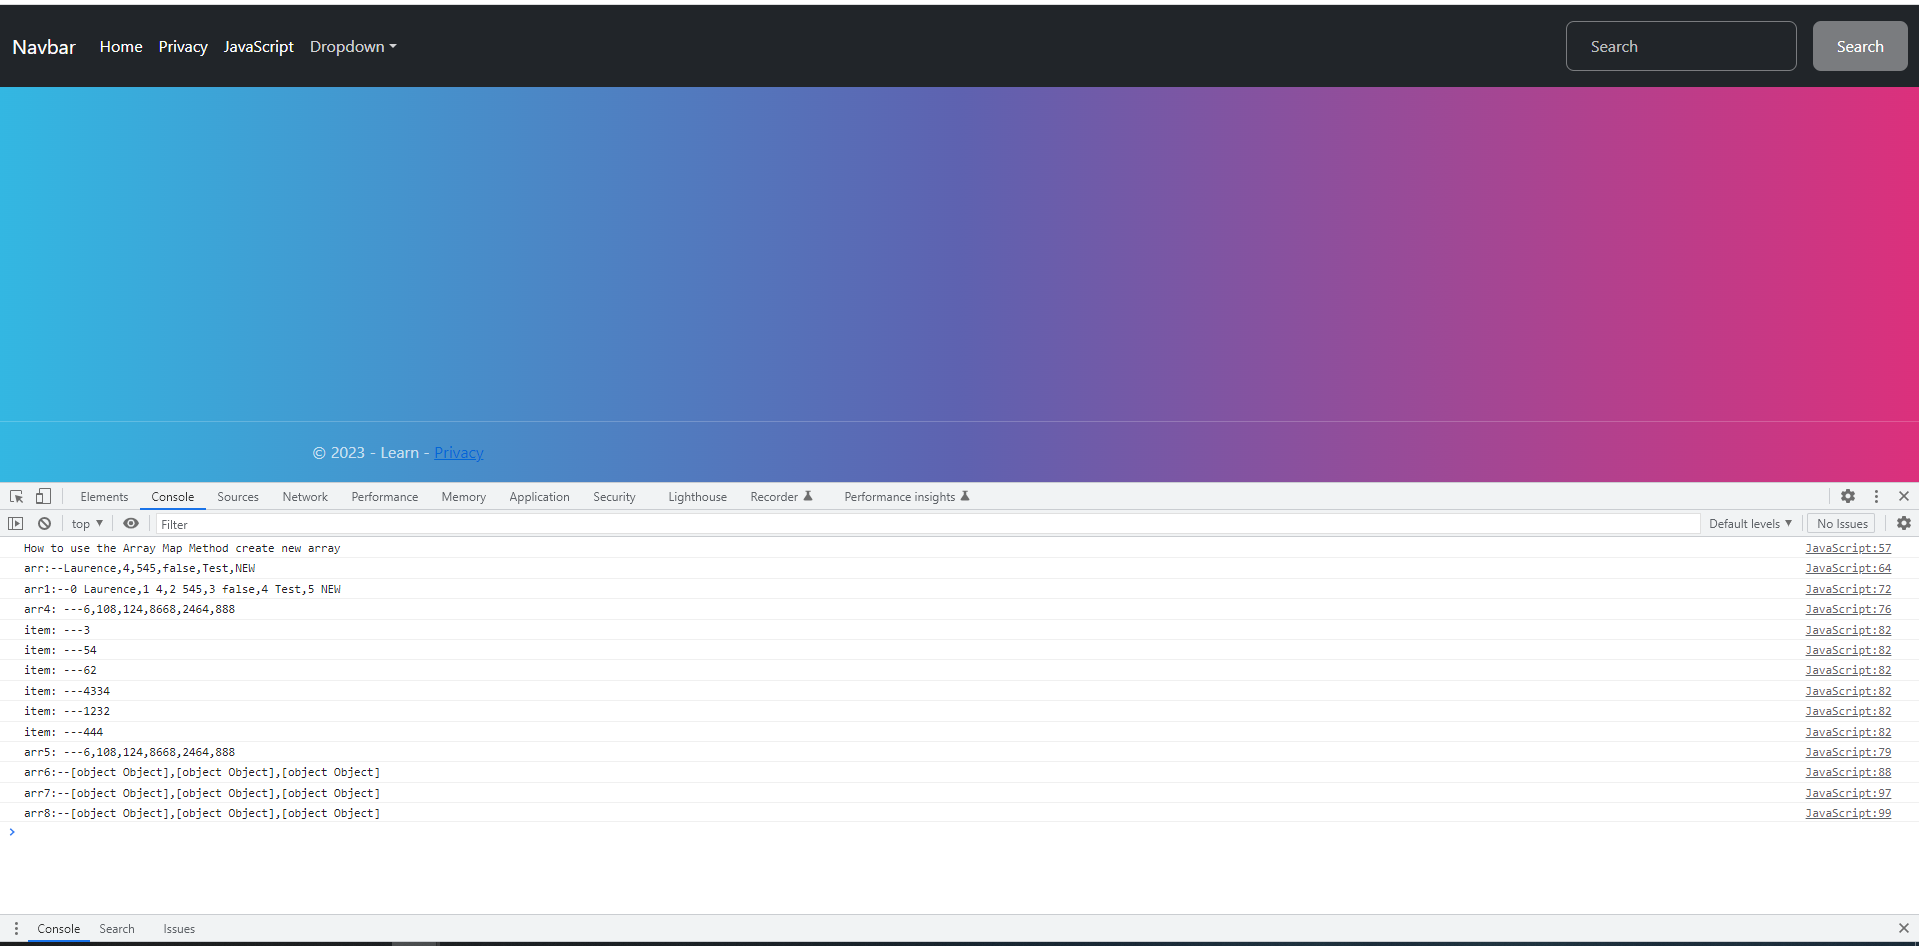 Navbar Home Privacy JavaScript Dropdown Search Search
© 2023 - Learn - Privacy
Elements Console Sources Network Performance Memory Application Security Lighthouse Recorder Performance insights
top Filter Default levels No Issues
How to use the Array Map Method create new array JavaScript:57
arr:--Laurence,4,545,false,Test,NEW JavaScript:64
arr1:--0 Laurence,1 4,2 545,3 false,4 Test,5 NEW JavaScript:72
arr4: ---6,108,124,8668,2464,888 JavaScript:76
item: ---3 JavaScript:82
item: ---54 JavaScript:82
item: ---62 JavaScript:82
item: ---4334 JavaScript:82
item: ---1232 JavaScript:82
item: ---444 JavaScript:82
arr5: ---6,108,124,8668,2464,888 JavaScript:79
arr6:--[object Object],[object Object],[object Object] JavaScript:88
arr7:--[object Object],[object Object],[object Object] JavaScript:97
arr8:--[object Object],[object Object],[object Object] JavaScript:99
Console Search Issues